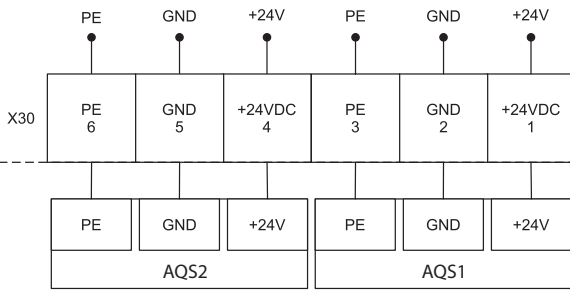 PE GND +24V PE GND +24V
X30
PE GND +24VDC PE GND +24VDC
6 5 4 3 2 1
PE GND +24V PE GND +24V
AQS2 AQS1